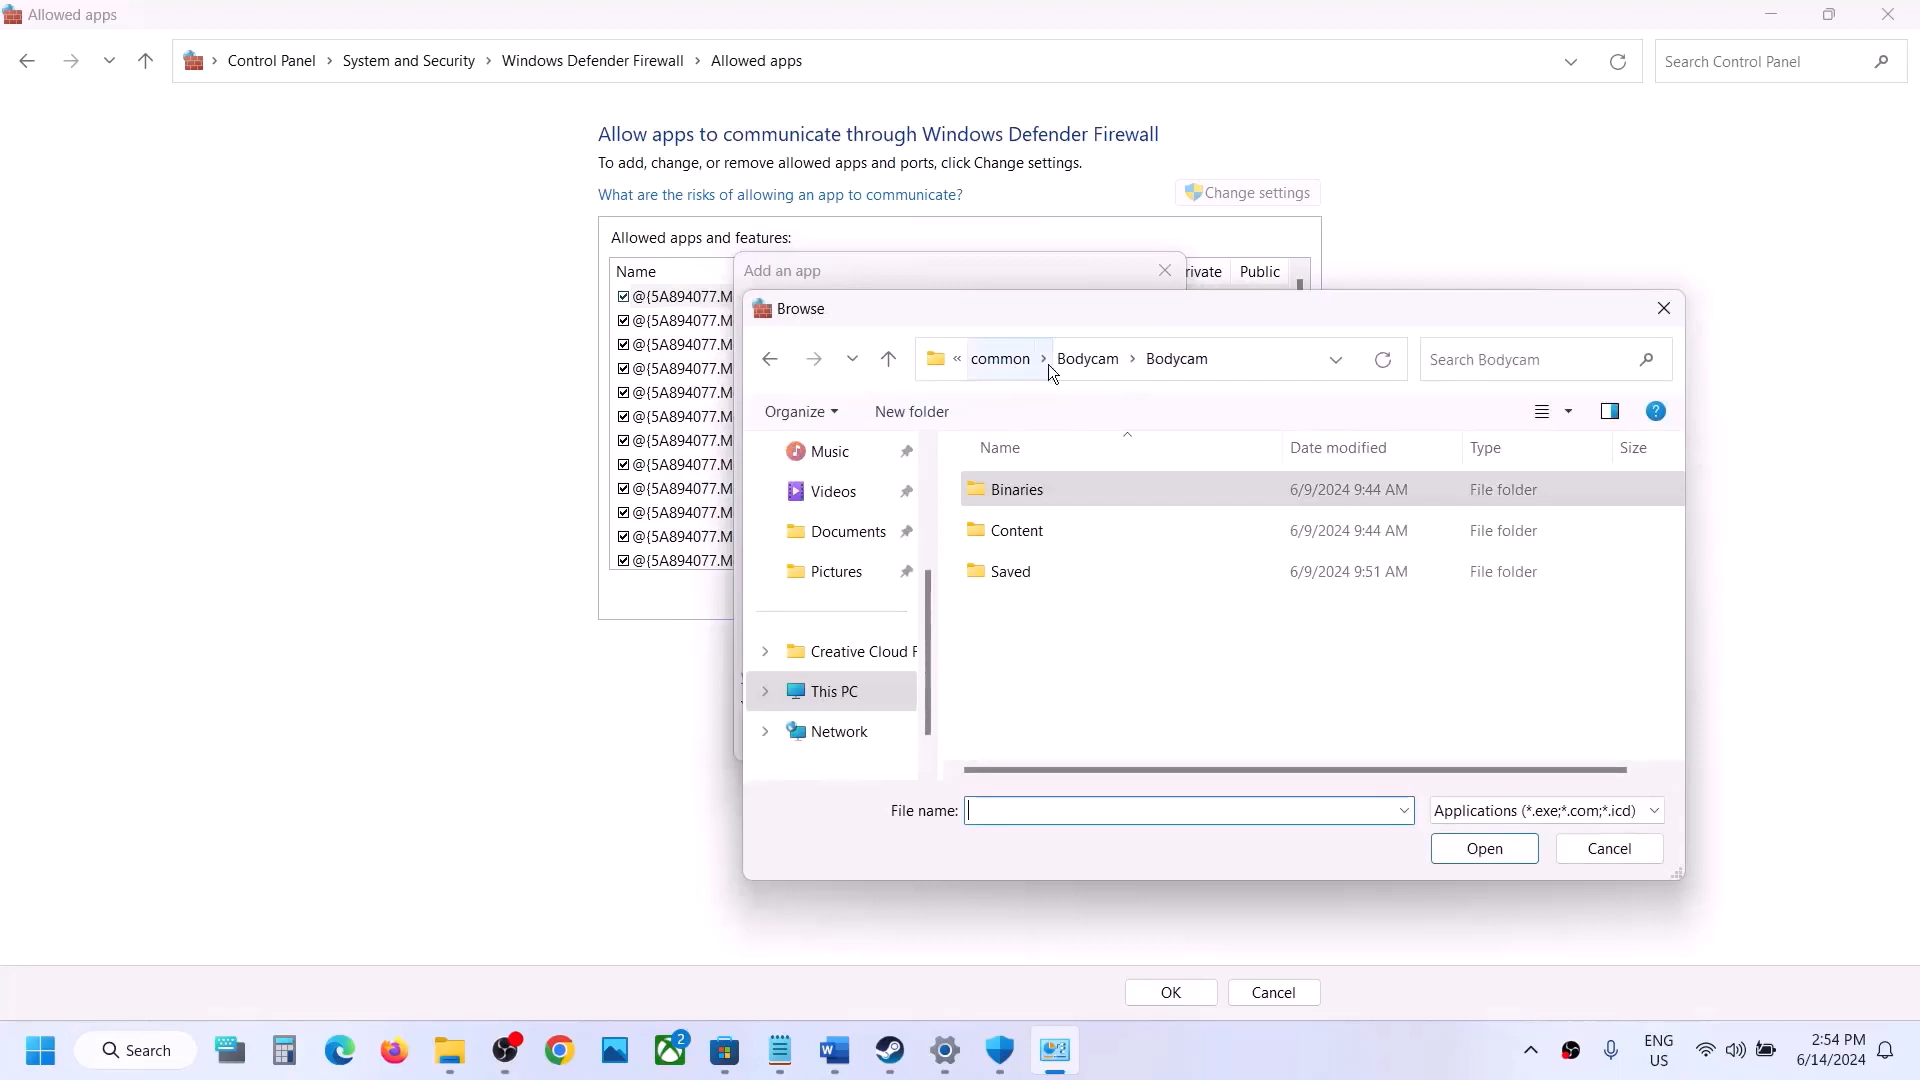 Allowed apps
Control Panel > System and Security > Windows Defender Firewall > Allowed apps
Search Control Panel
Allow apps to communicate through Windows Defender Firewall
To add, change, or remove allowed apps and ports, click Change settings.
What are the risks of allowing an app to communicate?
Change settings
Allowed apps and features:
Name
rivate
Public
@{5A894077.M
@{5A894077.M
@{5A894077.M
@{5A894077.M
@{5A894077.M
@{5A894077.M
@{5A894077.M
@{5A894077.M
@{5A894077.M
@{5A894077.M
@{5A894077.M
@{5A894077.M
Add an app
Browse
« common > Bodycam > Bodycam
Search Bodycam
Organize
New folder
Music
Videos
Documents
Pictures
Creative Cloud F
This PC
Network
Name Date modified Type Size
Binaries 6/9/2024 9:44 AM File folder
Content 6/9/2024 9:44 AM File folder
Saved 6/9/2024 9:51 AM File folder
File name:
Applications (*.exe;*.com;*.icd)
Open
Cancel
OK
Cancel
Search
2
ENG
US
2:54 PM
6/14/2024